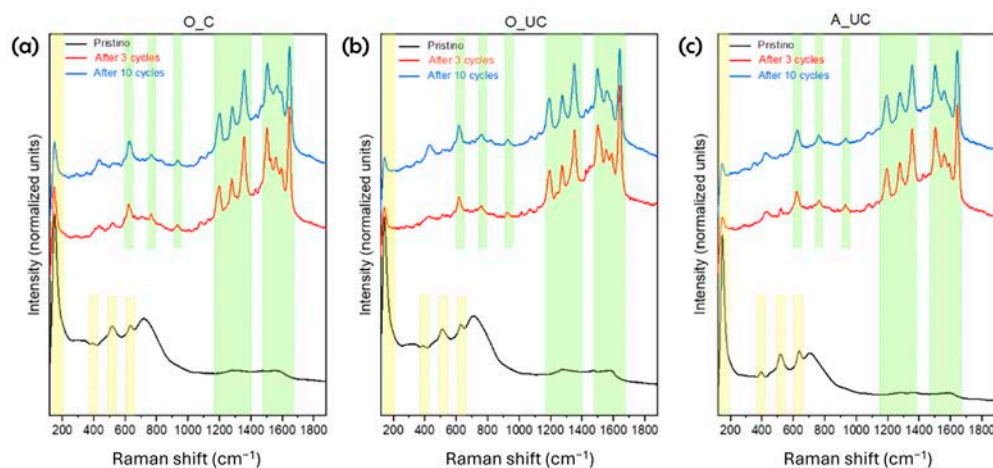 O_C
(a)
Pristino
After 3 cycles
After 10 cycles
Intensity (normalized units)
200 400 600 800 1000 1200 1400 1600 1800
Raman shift (cm⁻¹)
O_UC
(b)
Pristino
After 3 cycles
After 10 cycles
Intensity (normalized units)
200 400 600 800 1000 1200 1400 1600 1800
Raman shift (cm⁻¹)
A_UC
(c)
Pristino
After 3 cycles
After 10 cycles
Intensity (normalized units)
200 400 600 800 1000 1200 1400 1600 1800
Raman shift (cm⁻¹)